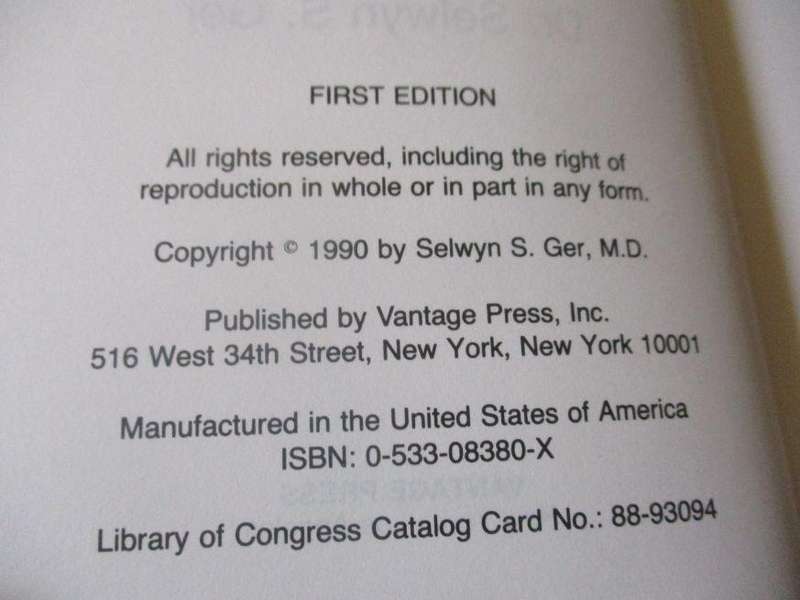 FIRST EDITION
All rights reserved, including the right of
reproduction in whole or in part in any form.
Copyright © 1990 by Selwyn S. Ger, M.D.
Published by Vantage Press, Inc.
516 West 34th Street, New York, New York 10001
Manufactured in the United States of America
ISBN: 0-533-08380-X
Library of Congress Catalog Card No.: 88-93094